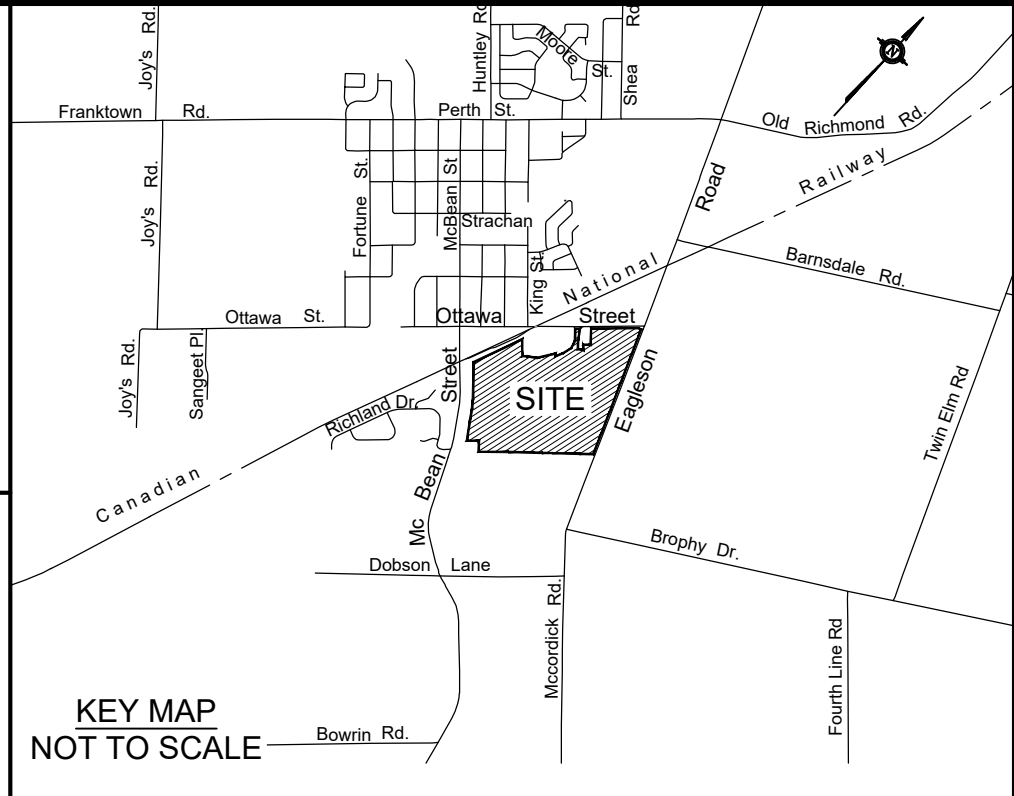 Joy's Rd.
Huntley Rd
Moore St.
Shea Rd
N
Franktown Rd.
Perth St.
Old Richmond Rd.
Joy's Rd.
Fortune St.
McBean St
Strachan
King St.
Canadian National Railway
Eagleson Road
Barnsdale Rd.
Ottawa St.
Ottawa Street
Joy's Rd.
Sangeet Pl.
Mc Bean Street
Richland Dr.
SITE
Twin Elm Rd
Brophy Dr.
Dobson Lane
Mccordick Rd.
Fourth Line Rd
KEY MAP
NOT TO SCALE
Bowrin Rd.